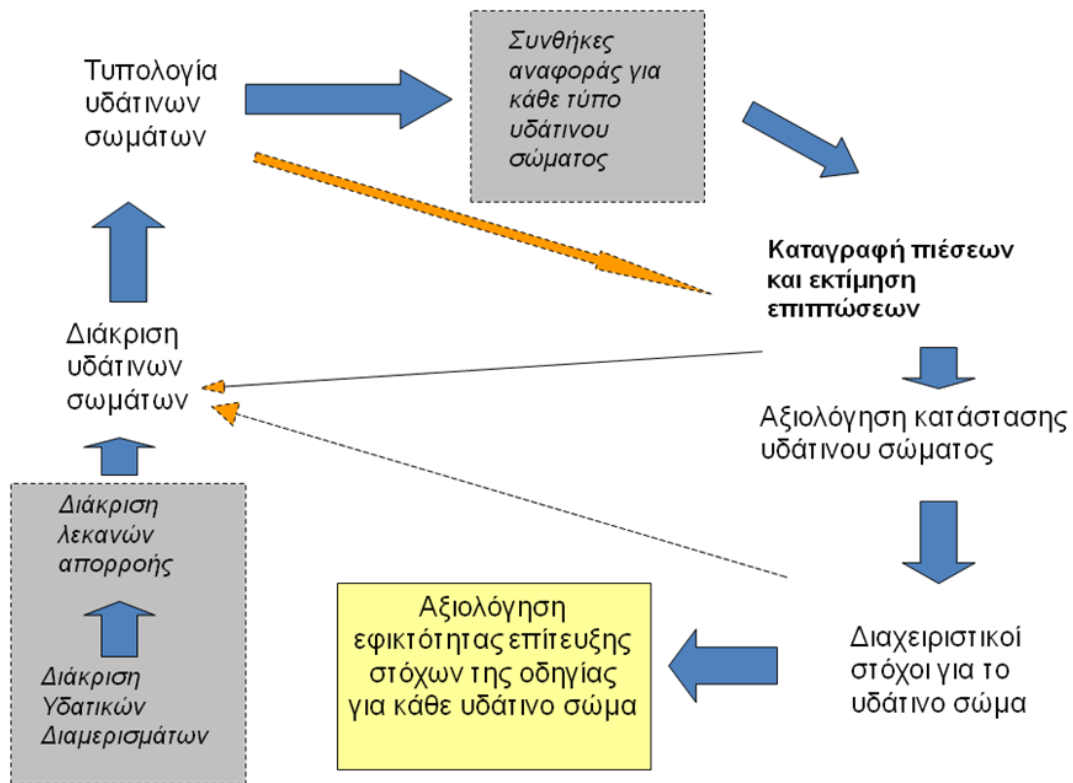 Τυπολογία
υδάτινων
σωμάτων
Συνθήκες
αναφοράς για
κάθε τύπο
υδάτινου
σώματος
Καταγραφή πιέσεων
και εκτίμηση
επιπτώσεων
Διάκριση
υδάτινων
σωμάτων
Αξιολόγηση κατάστασης
υδάτινου σώματος
Διάκριση
λεκανών
απορροής
Διάκριση
Υδατικών
Διαμερισμάτων
Αξιολόγηση
εφικτότητας επίτευξης
στόχων της οδηγίας
για κάθε υδάτινο σώμα
Διαχειριστικοί
στόχοι για το
υδάτινο σώμα